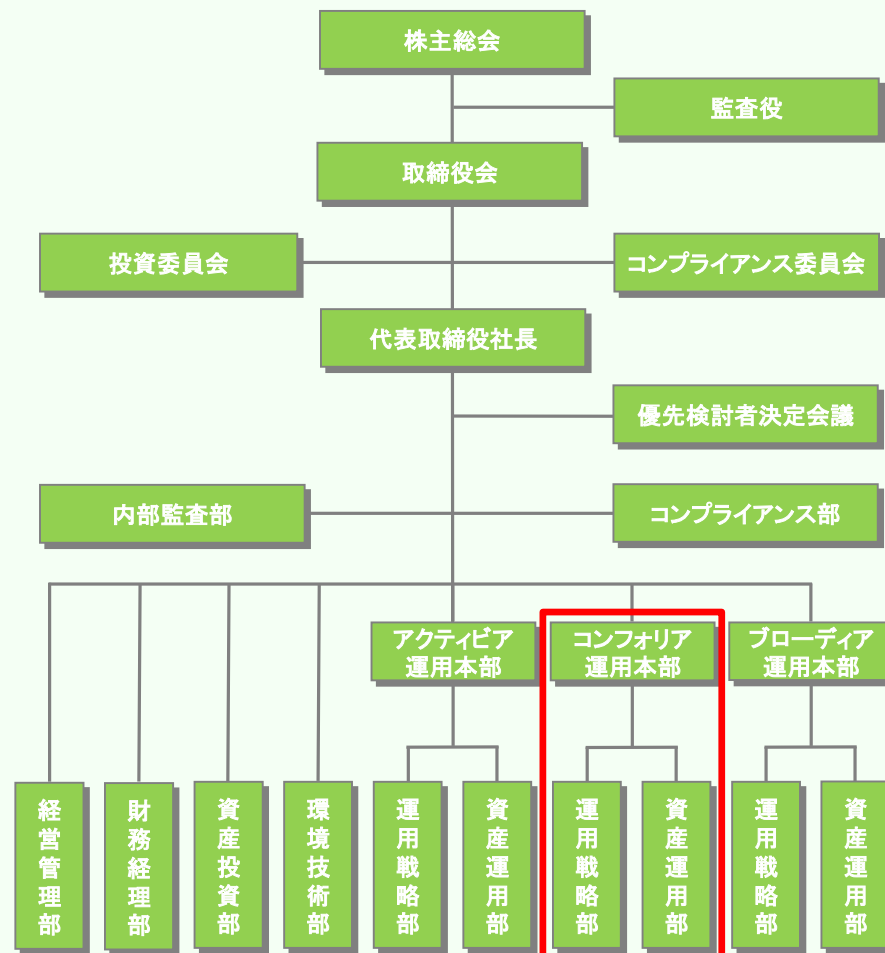 株主総会
監査役
取締役会
投資委員会
コンプライアンス委員会
代表取締役社長
優先検討者決定会議
内部監査部
コンプライアンス部
アクティビア
運用本部
コンフォリア
運用本部
ブローディア
運用本部
経営管理部
財務経理部
資産投資部
環境技術部
運用戦略部
資産運用部
運用戦略部
資産運用部
運用戦略部
資産運用部